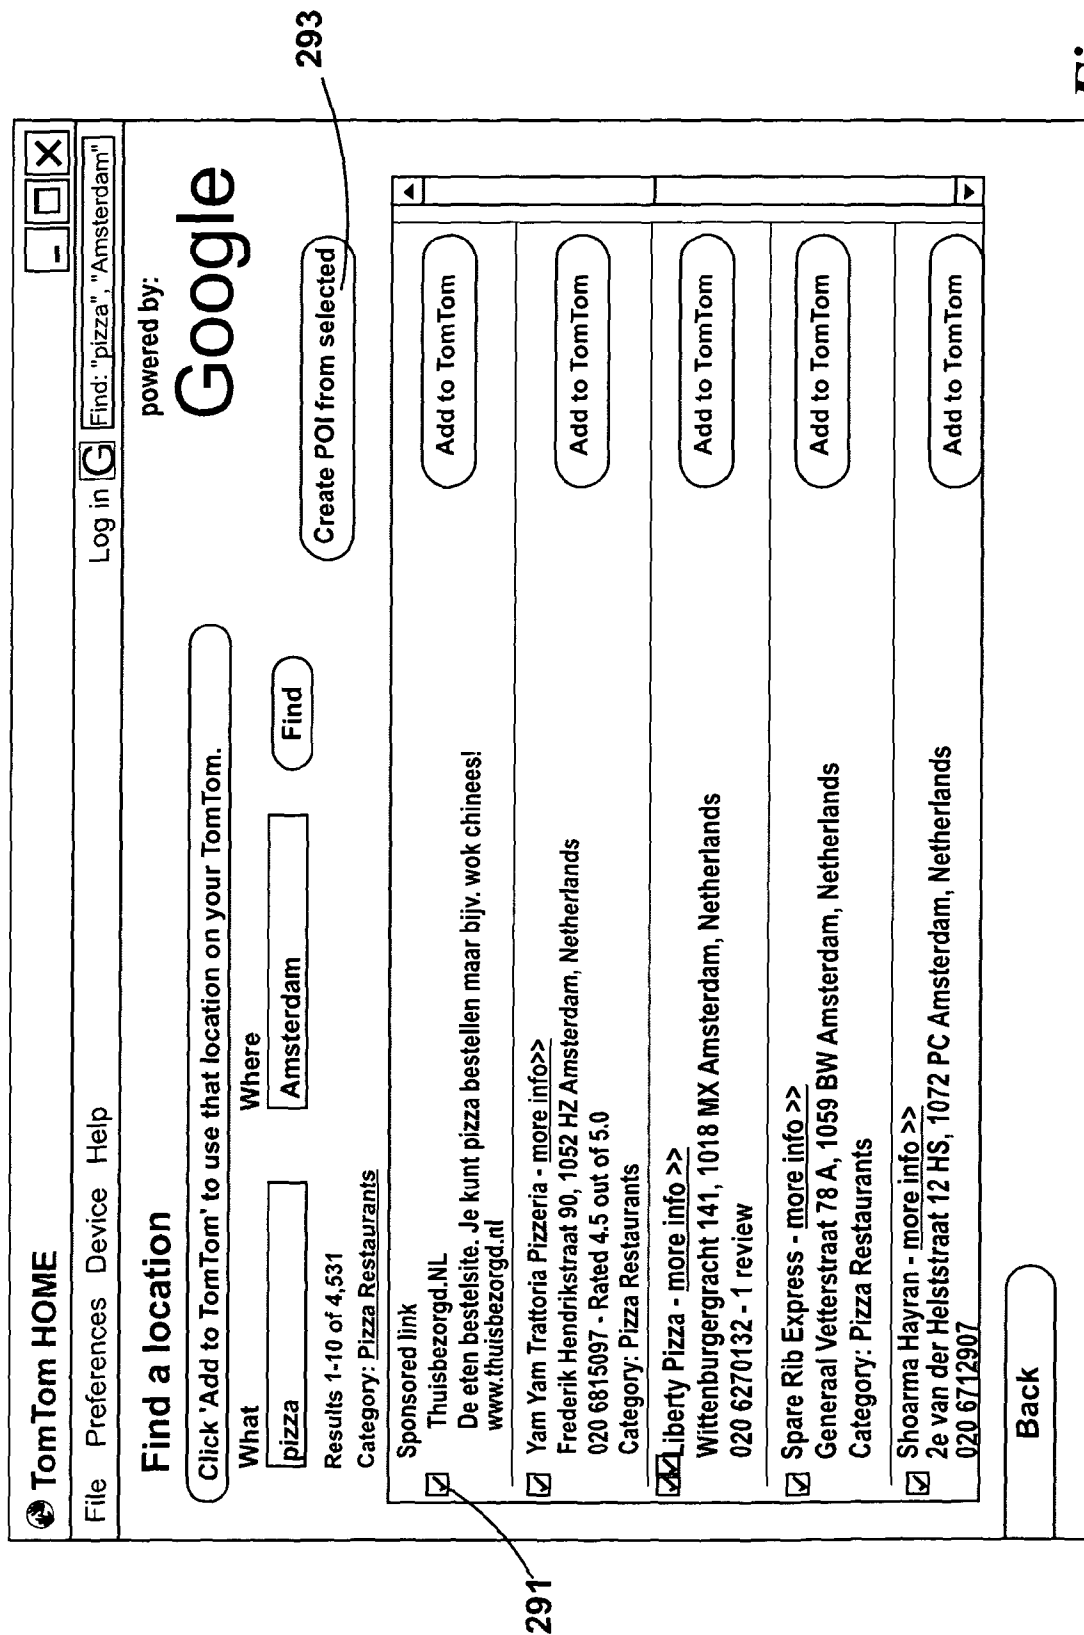 TomTom HOME
File Preferences Device Help Log in G Find: "pizza", "Amsterdam"
Find a location
powered by:
Google
Click 'Add to TomTom' to use that location on your TomTom.
What Where
pizza Amsterdam Find
Results 1-10 of 4,531
Category: Pizza Restaurants
Create POI from selected
293
Sponsored link
Thuisbezorgd.NL
De eten bestelsite. Je kunt pizza bestellen maar bijv. wok chinees!
www.thuisbezorgd.nl
Add to TomTom
291
Yam Yam Trattoria Pizzeria - more info>>
Frederik Hendrikstraat 90, 1052 HZ Amsterdam, Netherlands
020 6815097 - Rated 4.5 out of 5.0
Category: Pizza Restaurants
Add to TomTom
Liberty Pizza - more info >>
Wittenburgergracht 141, 1018 MX Amsterdam, Netherlands
020 6270132 - 1 review
Add to TomTom
Spare Rib Express - more info >>
Generaal Vetterstraat 78 A, 1059 BW Amsterdam, Netherlands
Category: Pizza Restaurants
Add to TomTom
Shoarma Hayran - more info >>
2e van der Helststraat 12 HS, 1072 PC Amsterdam, Netherlands
020 6712907
Add to TomTom
Back